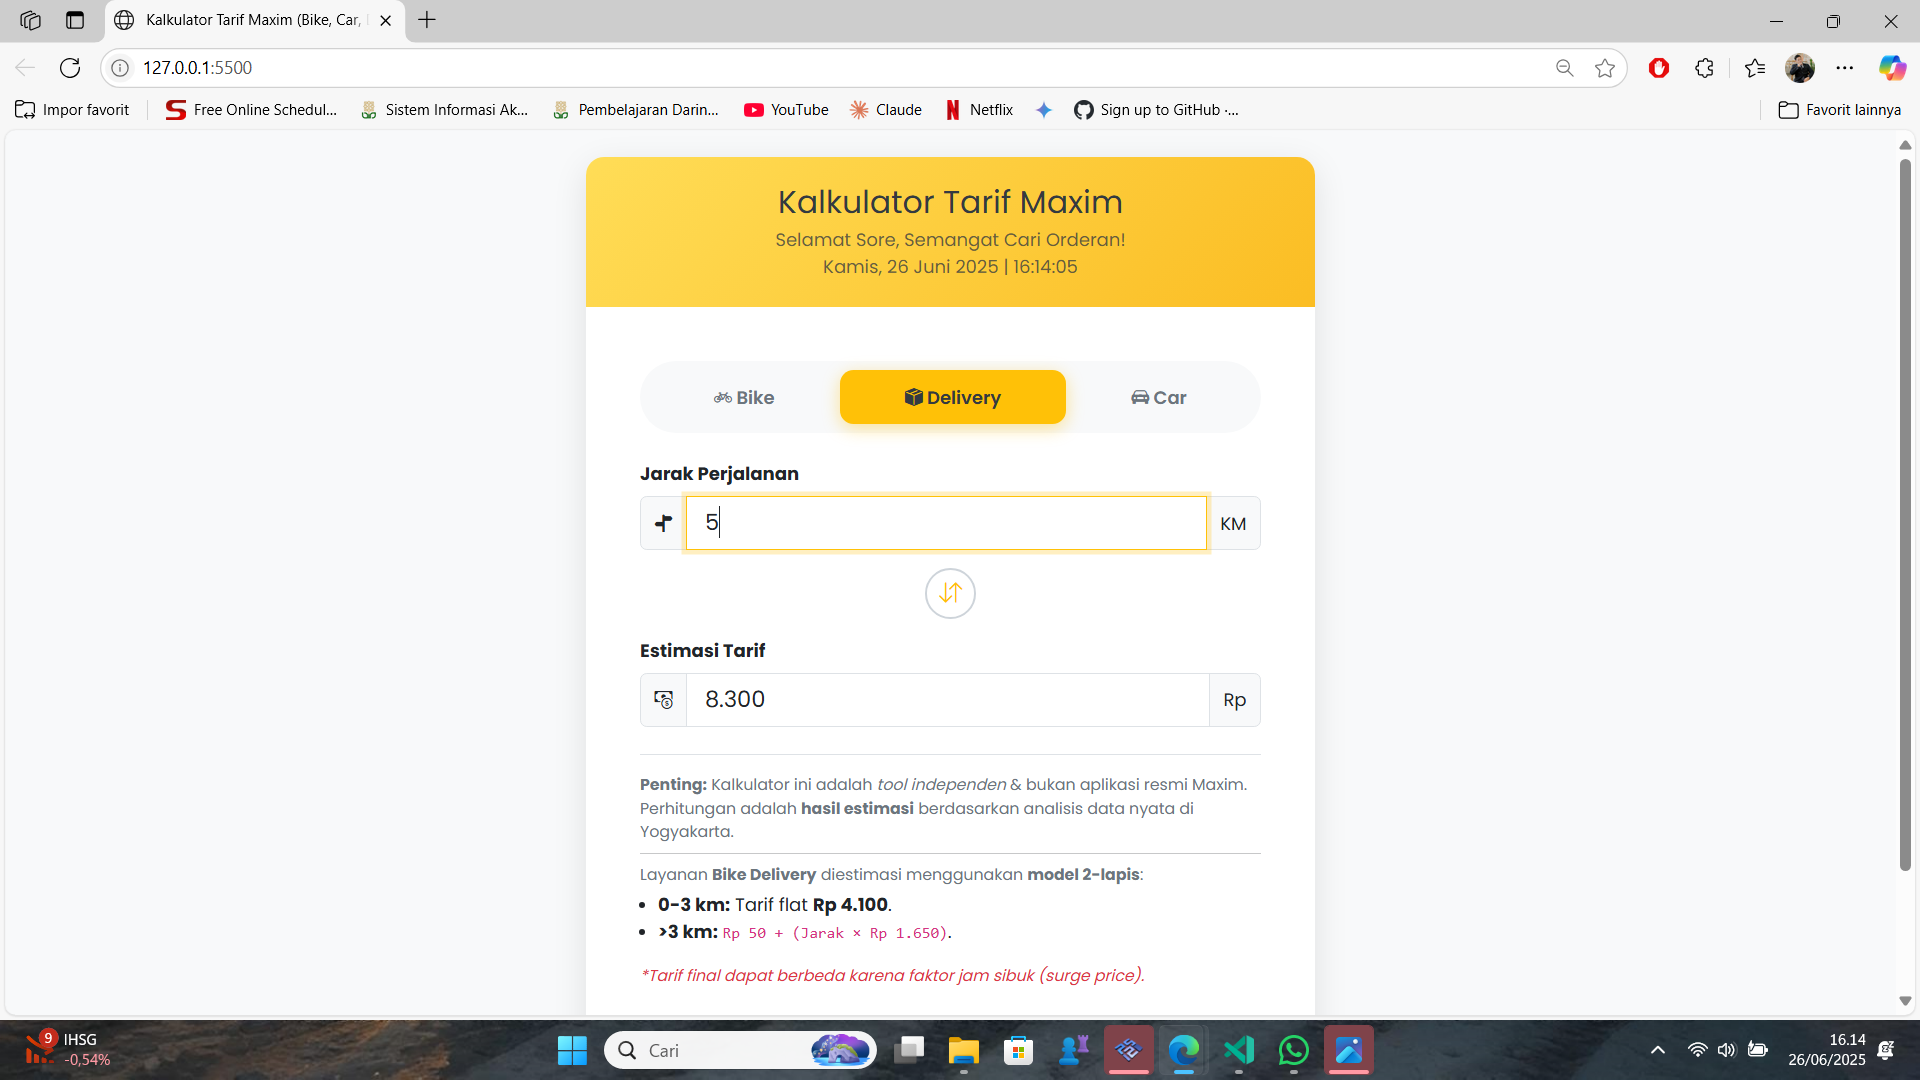 Kalkulator Tarif Maxim (Bike, Car,
127.0.0.1:5500
Impor favorit
Free Online Schedul...
Sistem Informasi Ak...
Pembelajaran Darin...
YouTube
Claude
Netflix
Sign up to GitHub ·...
Favorit lainnya
Kalkulator Tarif Maxim
Selamat Sore, Semangat Cari Orderan!
Kamis, 26 Juni 2025 | 16:14:05
Bike
Delivery
Car
Jarak Perjalanan
5
KM
Estimasi Tarif
8.300
Rp
Penting: Kalkulator ini adalah tool independen & bukan aplikasi resmi Maxim.
Perhitungan adalah hasil estimasi berdasarkan analisis data nyata di
Yogyakarta.
Layanan Bike Delivery diestimasi menggunakan model 2-lapis:
0-3 km: Tarif flat Rp 4.100.
>3 km: Rp 50 + (Jarak × Rp 1.650).
*Tarif final dapat berbeda karena faktor jam sibuk (surge price).
9
IHSG
-0,54%
Cari
16.14
26/06/2025